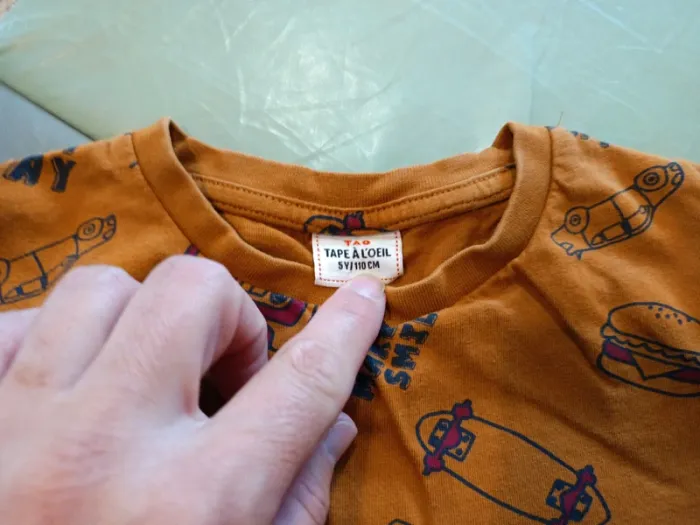 TAO
TAPE À L'OEIL
5Y/110 CM